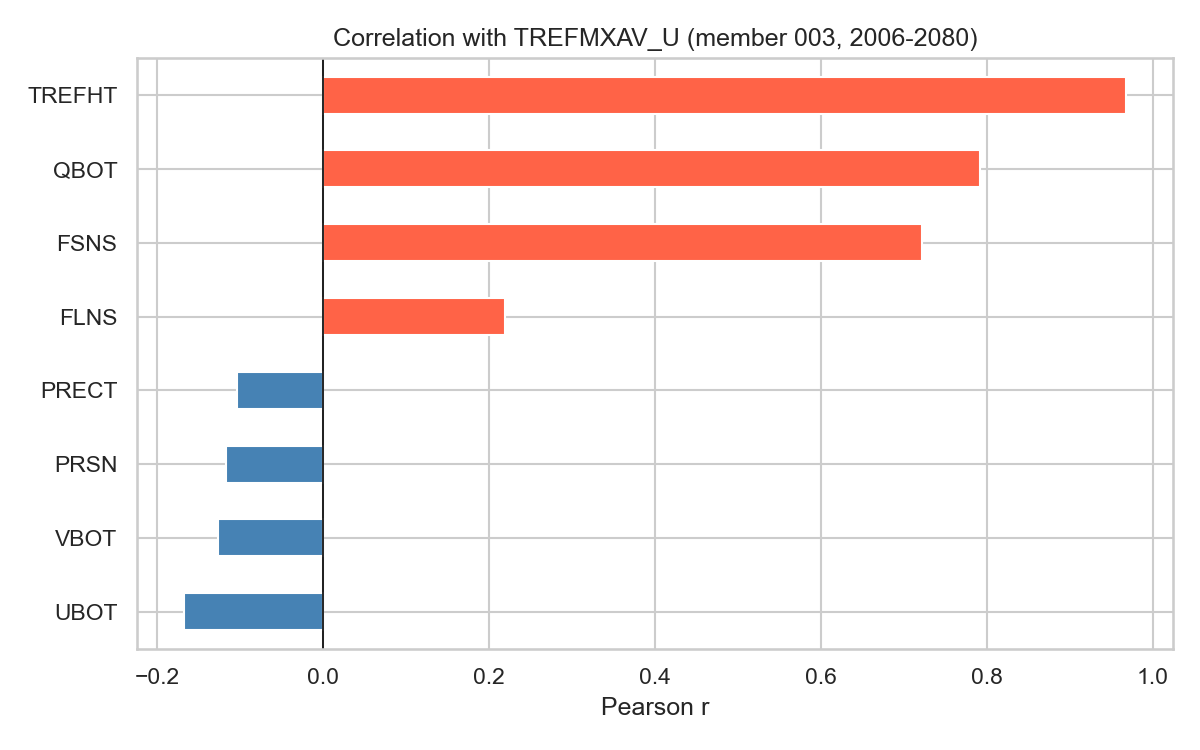 Correlation with TREFMXAV_U (member 003, 2006-2080)
TREFHT
QBOT
FSNS
FLNS
PRECT
PRSN
VBOT
UBOT
−0.2 0.0 0.2 0.4 0.6 0.8 1.0
Pearson r